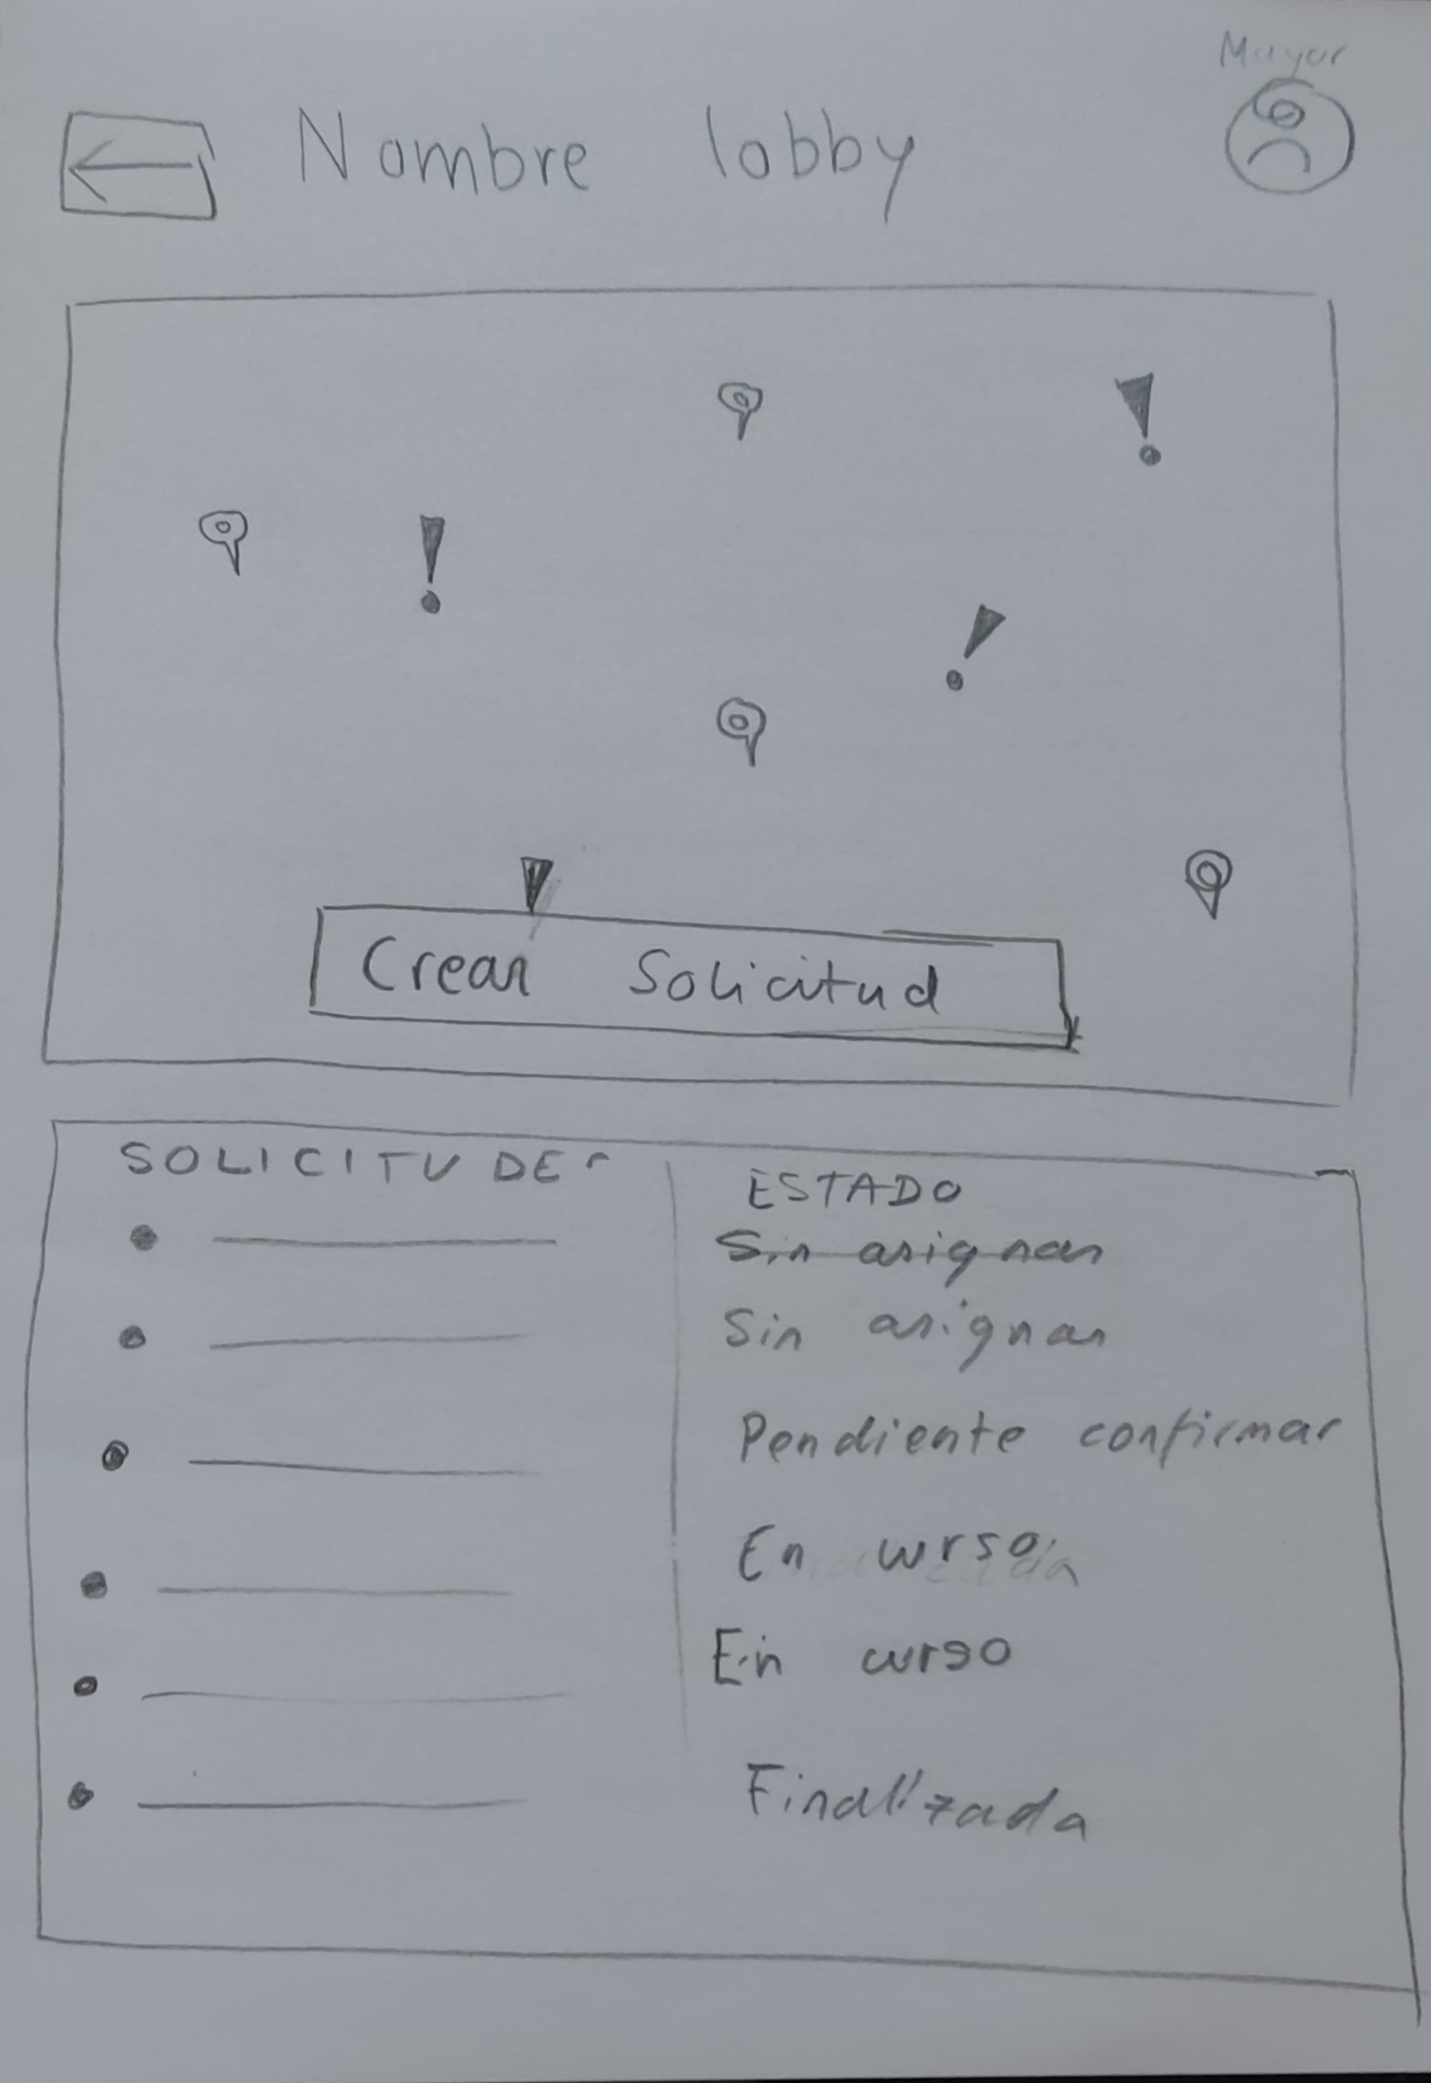 Mayor
Nombre lobby
Crear Solicitud
SOLICITUDES
ESTADO
Sin asignar
Sin asignar
Pendiente confirmar
En curso
En curso
Finalizada